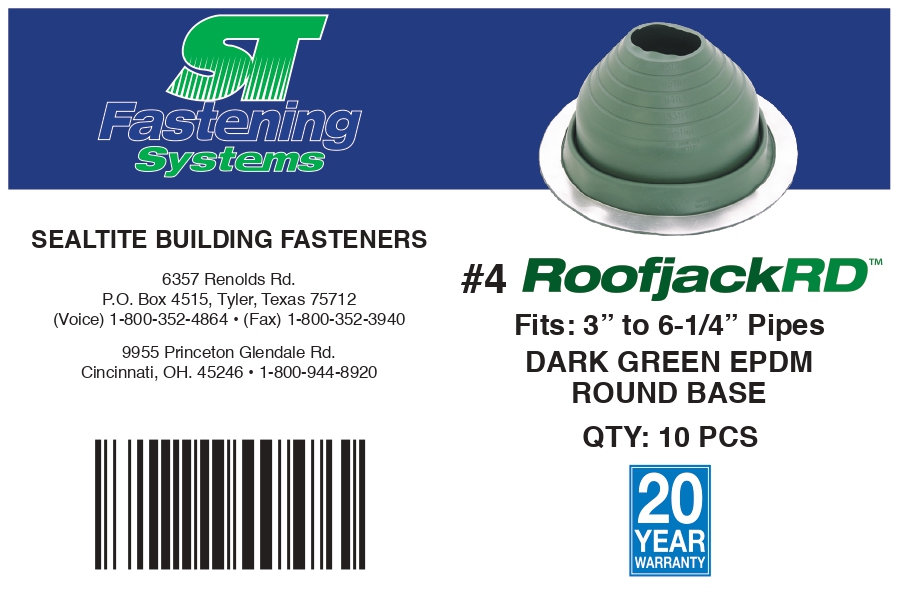 ST
Fastening
Systems
SEALTITE BUILDING FASTENERS
6357 Renolds Rd.
P.O. Box 4515, Tyler, Texas 75712
(Voice) 1-800-352-4864 • (Fax) 1-800-352-3940
9955 Princeton Glendale Rd.
Cincinnati, OH. 45246 • 1-800-944-8920
#4 RoofjackRD™
Fits: 3” to 6-1/4” Pipes
DARK GREEN EPDM
ROUND BASE
QTY: 10 PCS
20
YEAR
WARRANTY